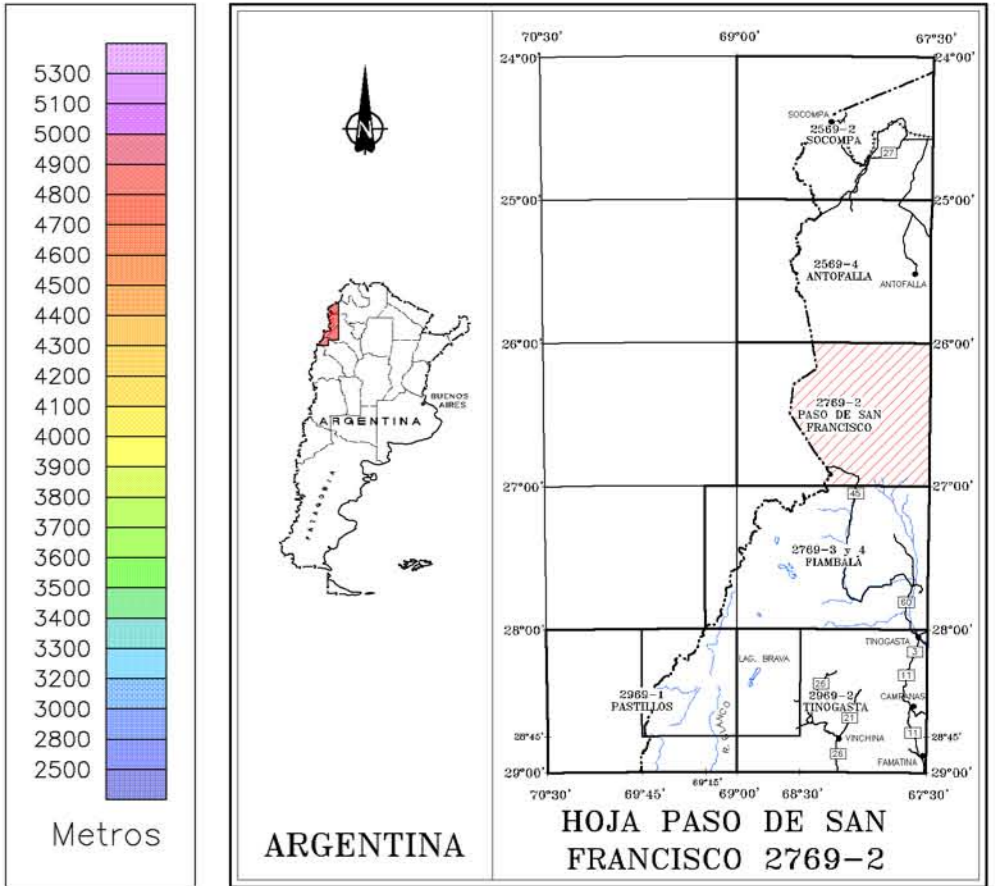 5300
5100
5000
4900
4800
4700
4600
4500
4400
4300
4200
4100
4000
3900
3800
3700
3600
3500
3400
3300
3200
3000
2800
2500
Metros
N
BUENOS
AIRES
ARGENTINA
PATAGONIA
ARGENTINA
70°30'
69°00'
67°30'
24°00'
24°00'
SOCOMPA
2569-2
SOCOMPA
27
25°00'
25°00'
2569-4
ANTOFALLA
ANTOFALLA
26°00'
26°00'
2769-2
PASO DE SAN
FRANCISCO
27°00'
27°00'
45
2769-3 y 4
FIAMBALA
60
28°00'
28°00'
TINOGASTA
3
LAG. BRAVA
11
2969-1
PASTILLOS
26
2969-2
TINOGASTA
CAMPANAS
R. BLANCO
21
28°45'
VINCHINA
11
28°45'
26
FAMATINA
29°00'
29°00'
70°30'
69°45'
69°15'
69°00'
68°30'
67°30'
HOJA PASO DE SAN
FRANCISCO 2769-2